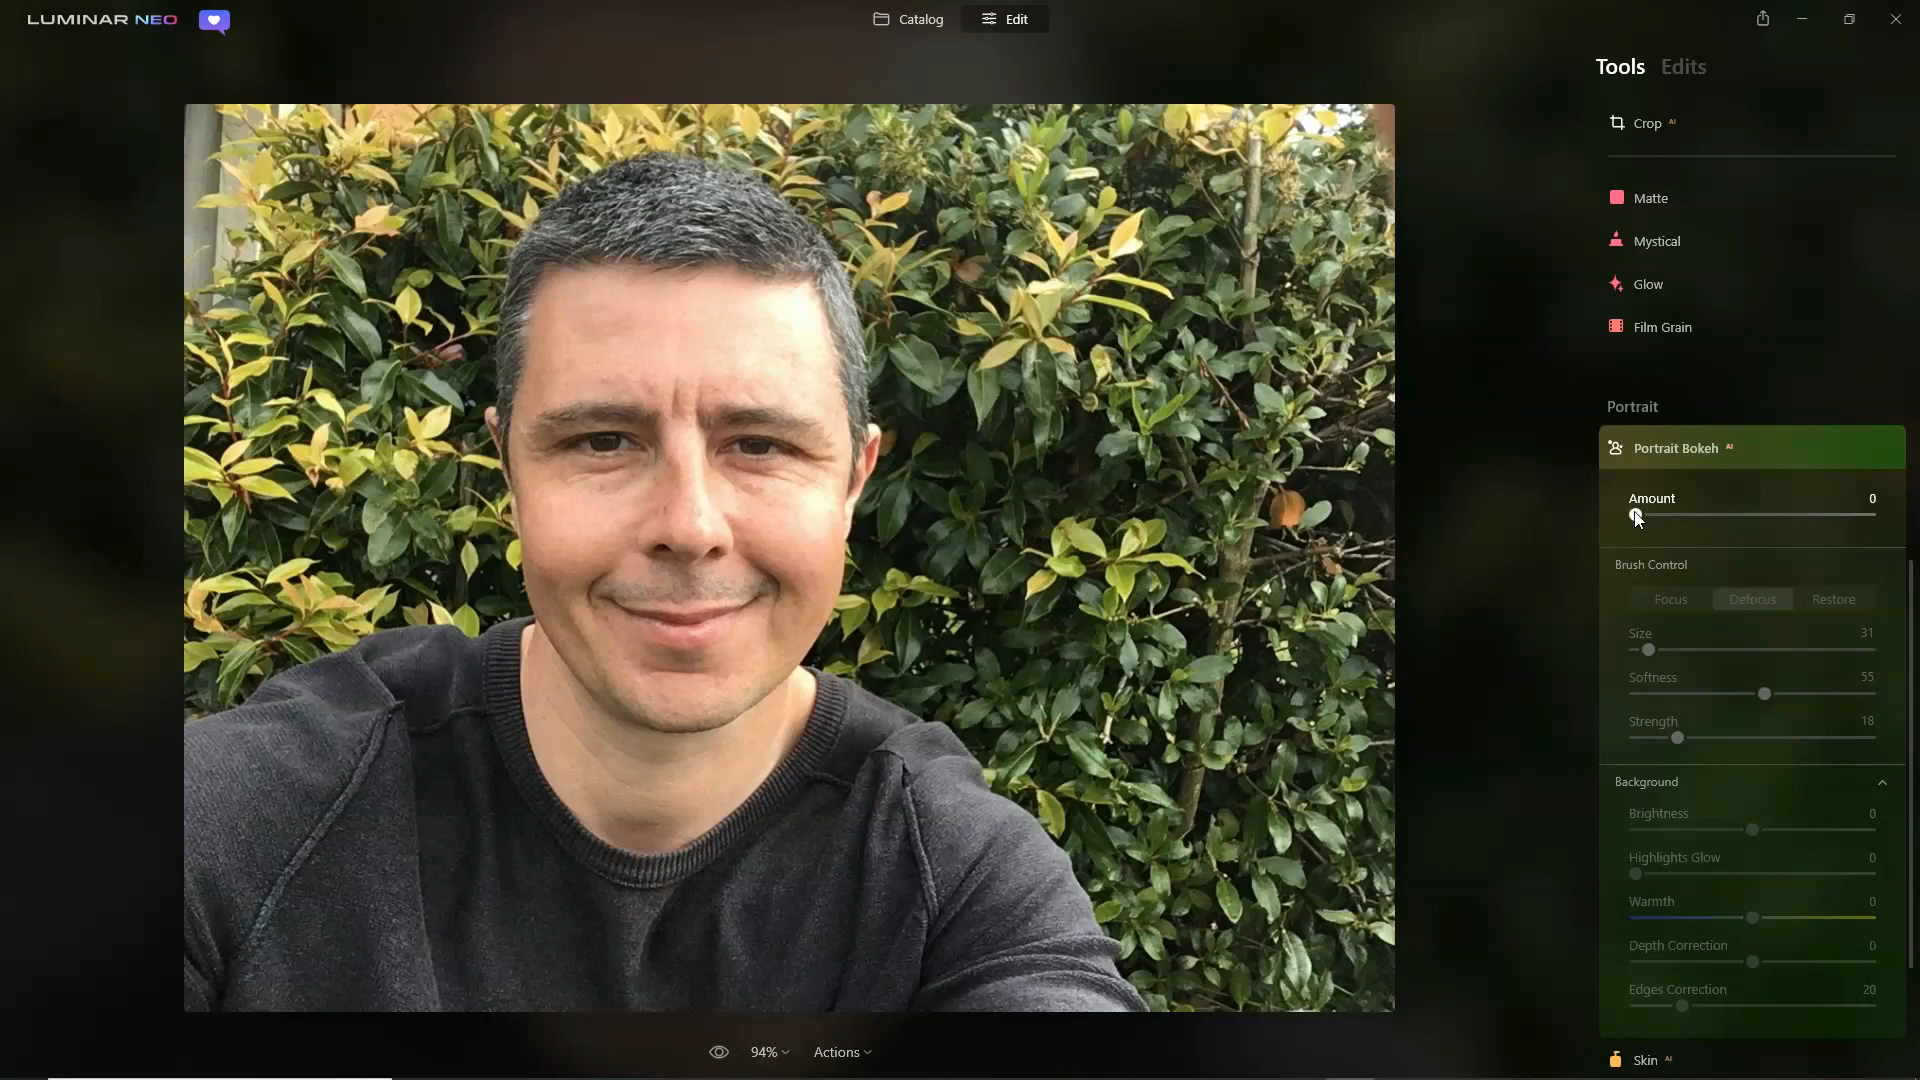 LUMINAR NEO
Catalog
Edit
Tools Edits
Crop AI
Matte
Mystical
Glow
Film Grain
Portrait
Portrait Bokeh AI
Amount 0
Brush Control
Focus Defocus Restore
Size 31
Softness 55
Strength 18
Background
Brightness 0
Highlights Glow 0
Warmth 0
Depth Correction 0
Edges Correction 20
Skin AI
94% Actions